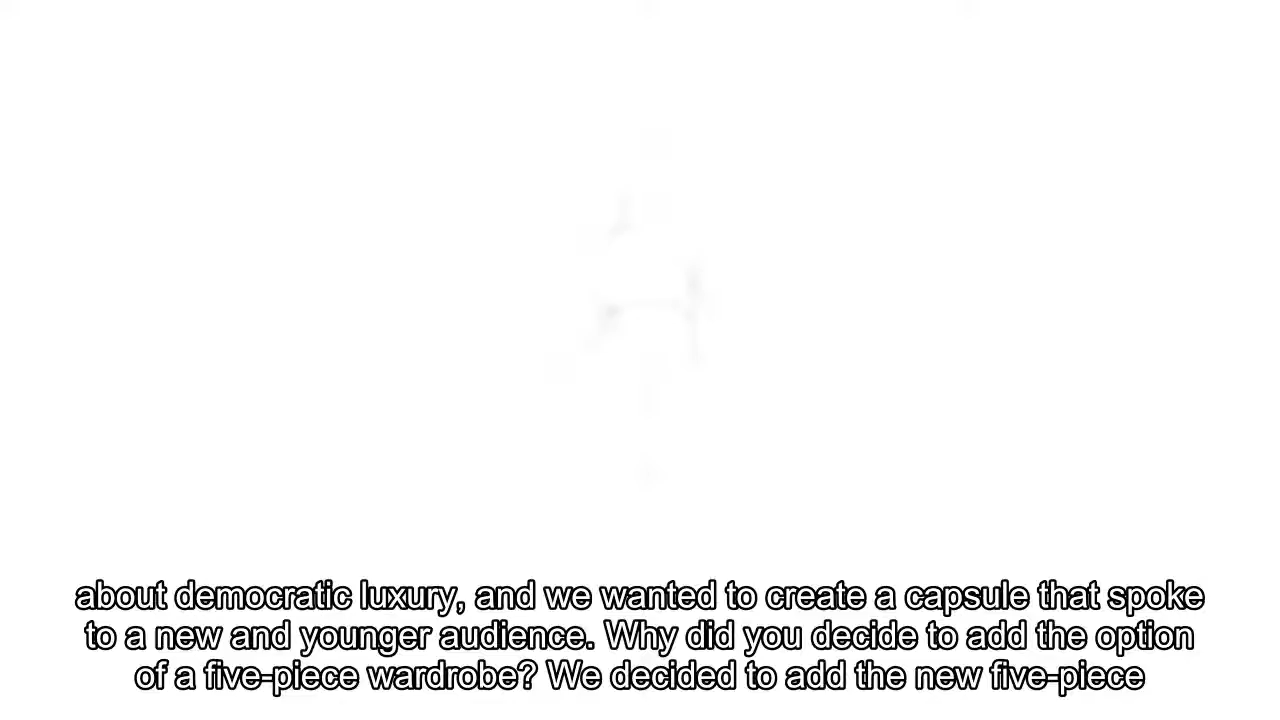 about democratic luxury, and we wanted to create a capsule that spoke
to a new and younger audience. Why did you decide to add the option
of a five-piece wardrobe? We decided to add the new five-piece